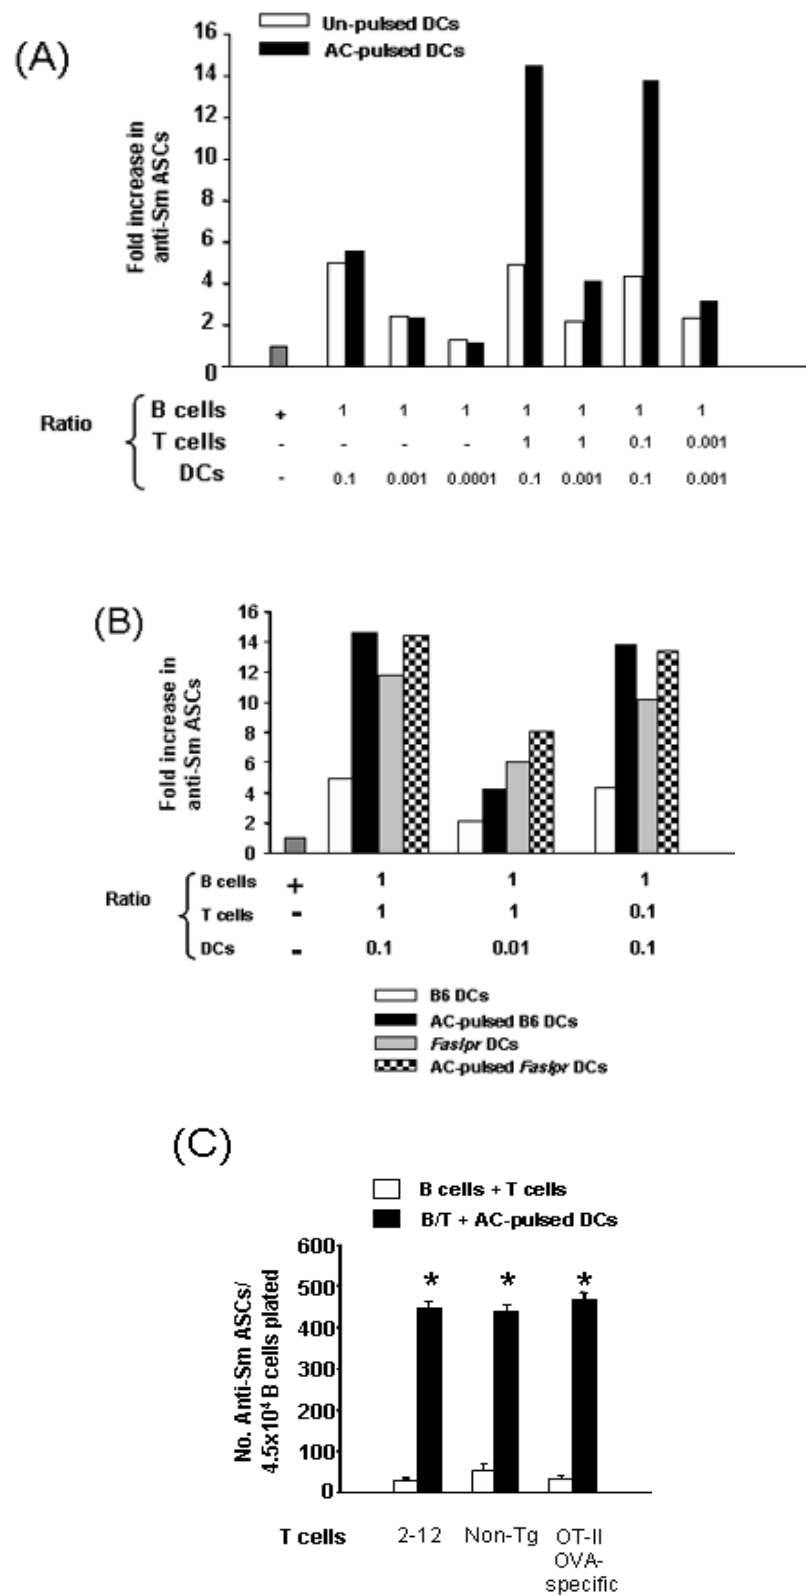 (A)
Un-pulsed DCs
AC-pulsed DCs
Fold increase in
anti-Sm ASCs
16
14
12
10
8
6
4
2
0
Ratio
B cells + 1 1 1 1 1 1 1
T cells - - - - 1 1 0.1 0.001
DCs - 0.1 0.001 0.0001 0.1 0.001 0.1 0.001
(B)
Fold increase in
anti-Sm ASCs
16
14
12
10
8
6
4
2
0
Ratio
B cells + 1 1 1
T cells - 1 1 0.1
DCs - 0.1 0.01 0.1
B6 DCs
AC-pulsed B6 DCs
Faslpr DCs
AC-pulsed Faslpr DCs
(C)
B cells + T cells
B/T + AC-pulsed DCs
No. Anti-Sm ASCs/
4.5x10⁴ B cells plated
600
500
400
300
200
100
0
* * *
T cells 2-12 Non-Tg OT-II
OVA-
specific